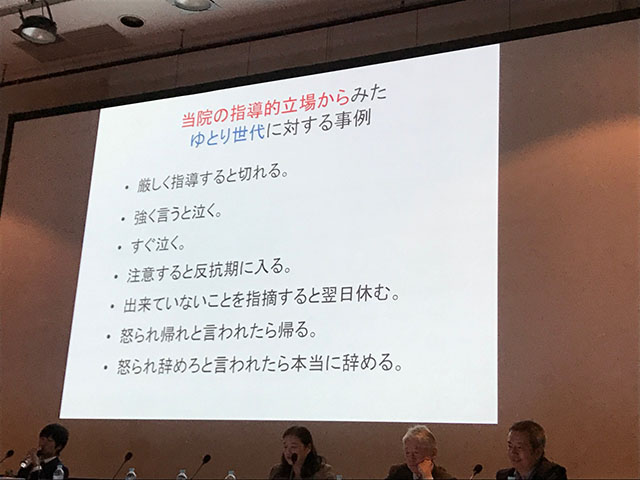 当院の指導的立場からみた
ゆとり世代に対する事例
・厳しく指導すると切れる。
・強く言うと泣く。
・すぐ泣く。
・注意すると反抗期に入る。
・出来ていないことを指摘すると翌日休む。
・怒られ帰れと言われたら帰る。
・怒られ辞めろと言われたら本当に辞める。